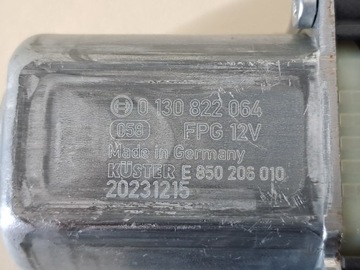 0 130 822 064
058 FPG 12V
Made in Germany
KÜSTER E 850 206 010
20231215